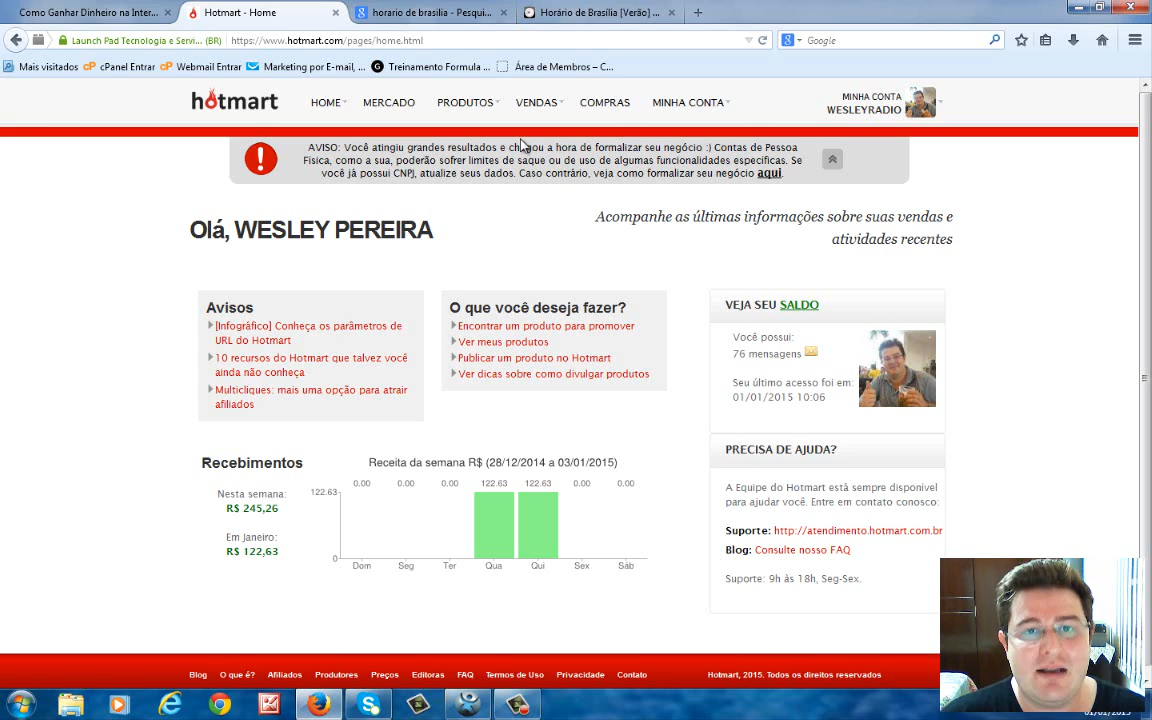 Como Ganhar Dinheiro na Inter...
Hotmart - Home
horario de brasilia - Pesqui...
Horário de Brasília [Verão] ...
Launch Pad Tecnologia e Servi... (BR)
https://www.hotmart.com/pages/home.html
Google
Mais visitados
cPanel Entrar
Webmail Entrar
Marketing por E-mail, ...
Treinamento Formula ...
Área de Membros – C...
hotmart
HOME
MERCADO
PRODUTOS
VENDAS
COMPRAS
MINHA CONTA
MINHA CONTA
WESLEYRADIO
AVISO: Você atingiu grandes resultados e chegou a hora de formalizar seu negócio :) Contas de Pessoa
Física, como a sua, poderão sofrer limites de saque ou de uso de algumas funcionalidades específicas. Se
você já possui CNPJ, atualize seus dados. Caso contrário, veja como formalizar seu negócio aqui.
Olá, WESLEY PEREIRA
Acompanhe as últimas informações sobre suas vendas e
atividades recentes
Avisos
[Infográfico] Conheça os parâmetros de
URL do Hotmart
10 recursos do Hotmart que talvez você
ainda não conheça
Multicliques: mais uma opção para atrair
afiliados
O que você deseja fazer?
Encontrar um produto para promover
Ver meus produtos
Publicar um produto no Hotmart
Ver dicas sobre como divulgar produtos
VEJA SEU SALDO
Você possui:
76 mensagens
Seu último acesso foi em:
01/01/2015 10:06
Recebimentos
Nesta semana:
R$ 245,26
Em Janeiro:
R$ 122,63
Receita da semana R$ (28/12/2014 a 03/01/2015)
0.00 0.00 0.00 122.63 122.63 0.00 0.00
122.63
0
Dom Seg Ter Qua Qui Sex Sáb
PRECISA DE AJUDA?
A Equipe do Hotmart está sempre disponível
para ajudar você. Entre em contato conosco:
Suporte: http://atendimento.hotmart.com.br
Blog: Consulte nosso FAQ
Suporte: 9h às 18h, Seg-Sex.
Blog
O que é?
Afiliados
Produtores
Preços
Editoras
FAQ
Termos de Uso
Privacidade
Contato
Hotmart, 2015. Todos os direitos reservados